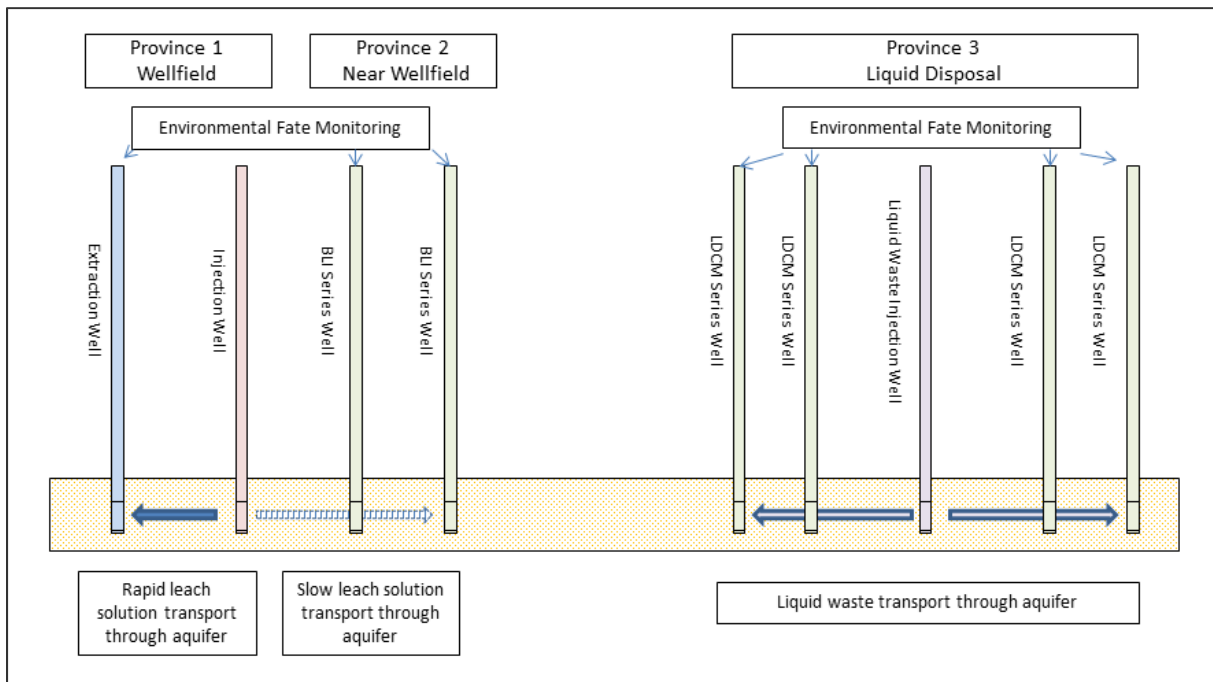 Province 1
Wellfield
Province 2
Near Wellfield
Province 3
Liquid Disposal
Environmental Fate Monitoring
Environmental Fate Monitoring
Extraction Well
Injection Well
BLI Series Well
BLI Series Well
LDCM Series Well
LDCM Series Well
Liquid Waste Injection Well
LDCM Series Well
LDCM Series Well
Rapid leach
solution transport
through aquifer
Slow leach solution
transport through
aquifer
Liquid waste transport through aquifer